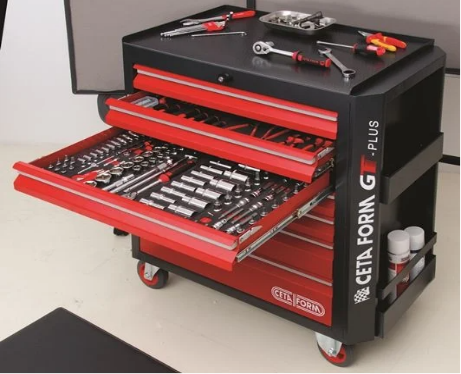 CETA FORM GT - PLUS
CETA FORM